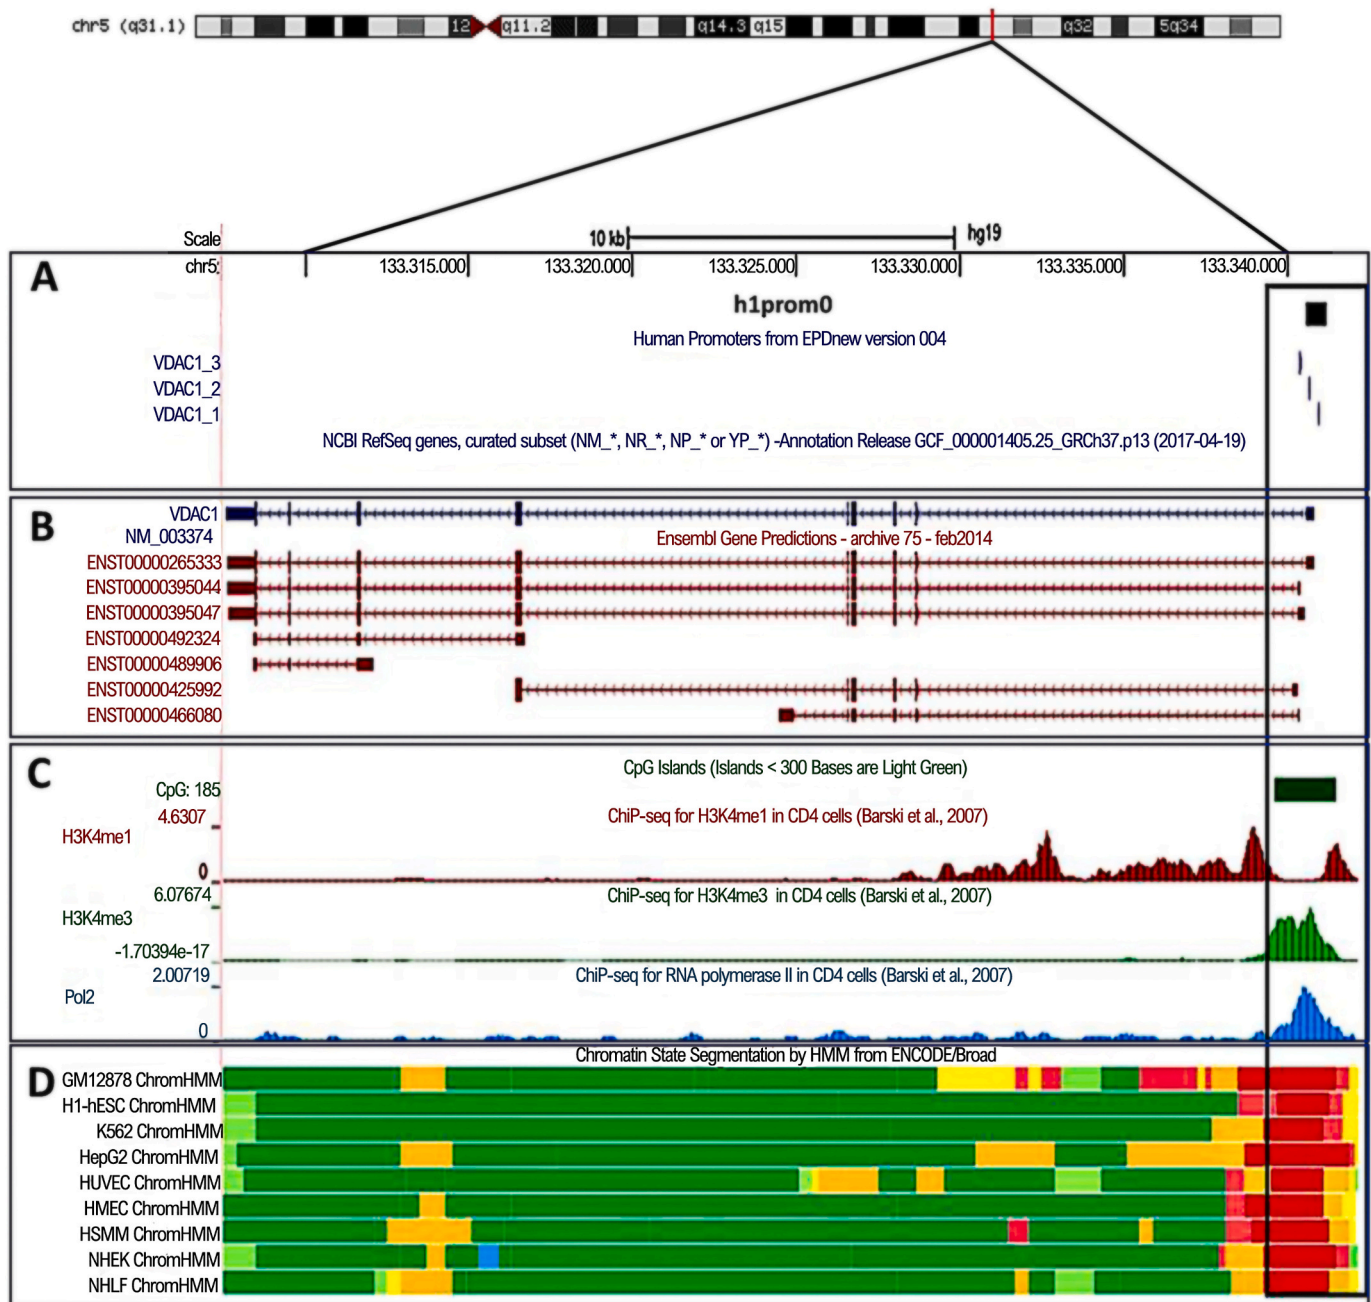 chr5 (q31.1) 12 q11.2 q14.3 q15 q32 5q34
Scale 10 kb hg19
A
chr5: 133.315.000 133.320.000 133.325.000 133.330.000 133.335.000 133.340.000
h1prom0
Human Promoters from EPDnew version 004
VDAC1_3
VDAC1_2
VDAC1_1
NCBI RefSeq genes, curated subset (NM_*, NR_*, NP_* or YP_*) -Annotation Release GCF_000001405.25_GRCh37.p13 (2017-04-19)
B
VDAC1
NM_003374 Ensembl Gene Predictions - archive 75 - feb2014
ENST00000265333
ENST00000395044
ENST00000395047
ENST00000492324
ENST00000489906
ENST00000425992
ENST00000466080
C
CpG Islands (Islands < 300 Bases are Light Green)
CpG: 185
4.6307 ChiP-seq for H3K4me1 in CD4 cells (Barski et al., 2007)
H3K4me1
0
6.07674 ChiP-seq for H3K4me3 in CD4 cells (Barski et al., 2007)
H3K4me3
-1.70394e-17
2.00719 ChiP-seq for RNA polymerase II in CD4 cells (Barski et al., 2007)
Pol2
0
Chromatin State Segmentation by HMM from ENCODE/Broad
D
GM12878 ChromHMM
H1-hESC ChromHMM
K562 ChromHMM
HepG2 ChromHMM
HUVEC ChromHMM
HMEC ChromHMM
HSMM ChromHMM
NHEK ChromHMM
NHLF ChromHMM